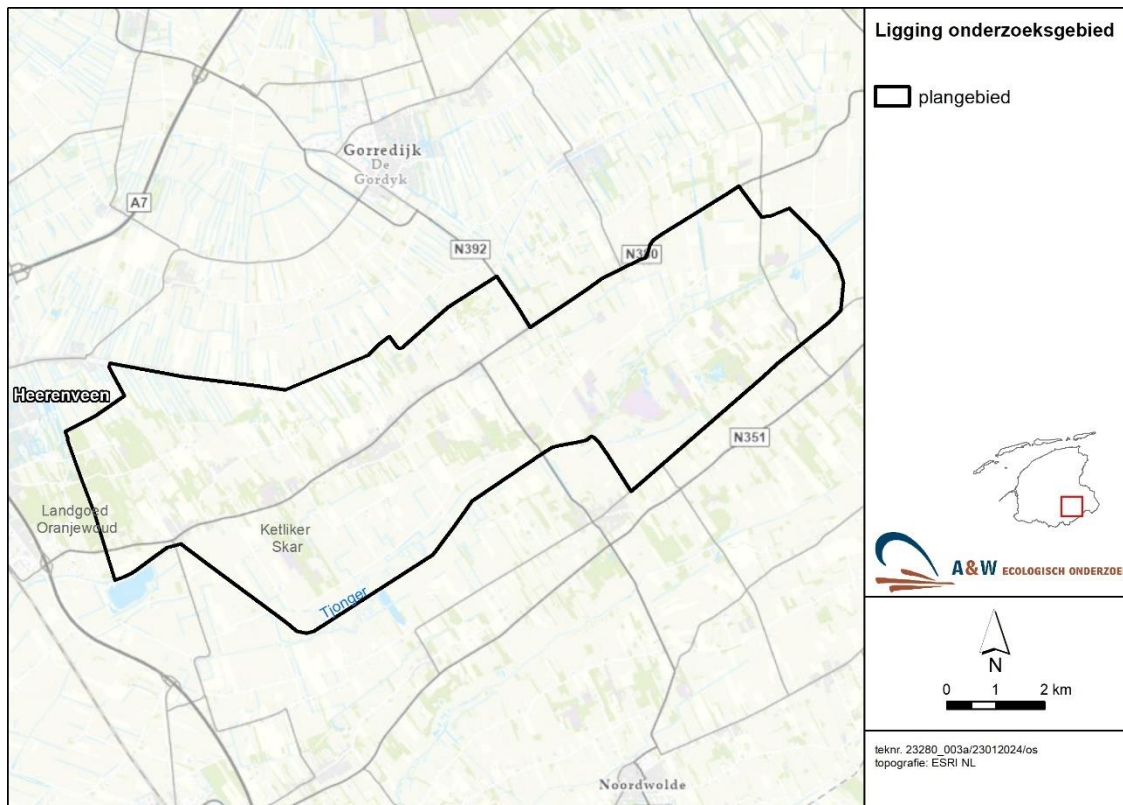 Ligging onderzoeksgebied
plangebied
Gorredijk
De
Gordyk
A7
N392
N380
Heerenveen
N351
Landgoed
Oranjewoud
Ketliker
Skar
Tjonger
Noordwolde
A&W ECOLOGISCH ONDERZOE
N
0 1 2 km
teknr. 23280_003a/23012024/os
topografie: ESRI NL